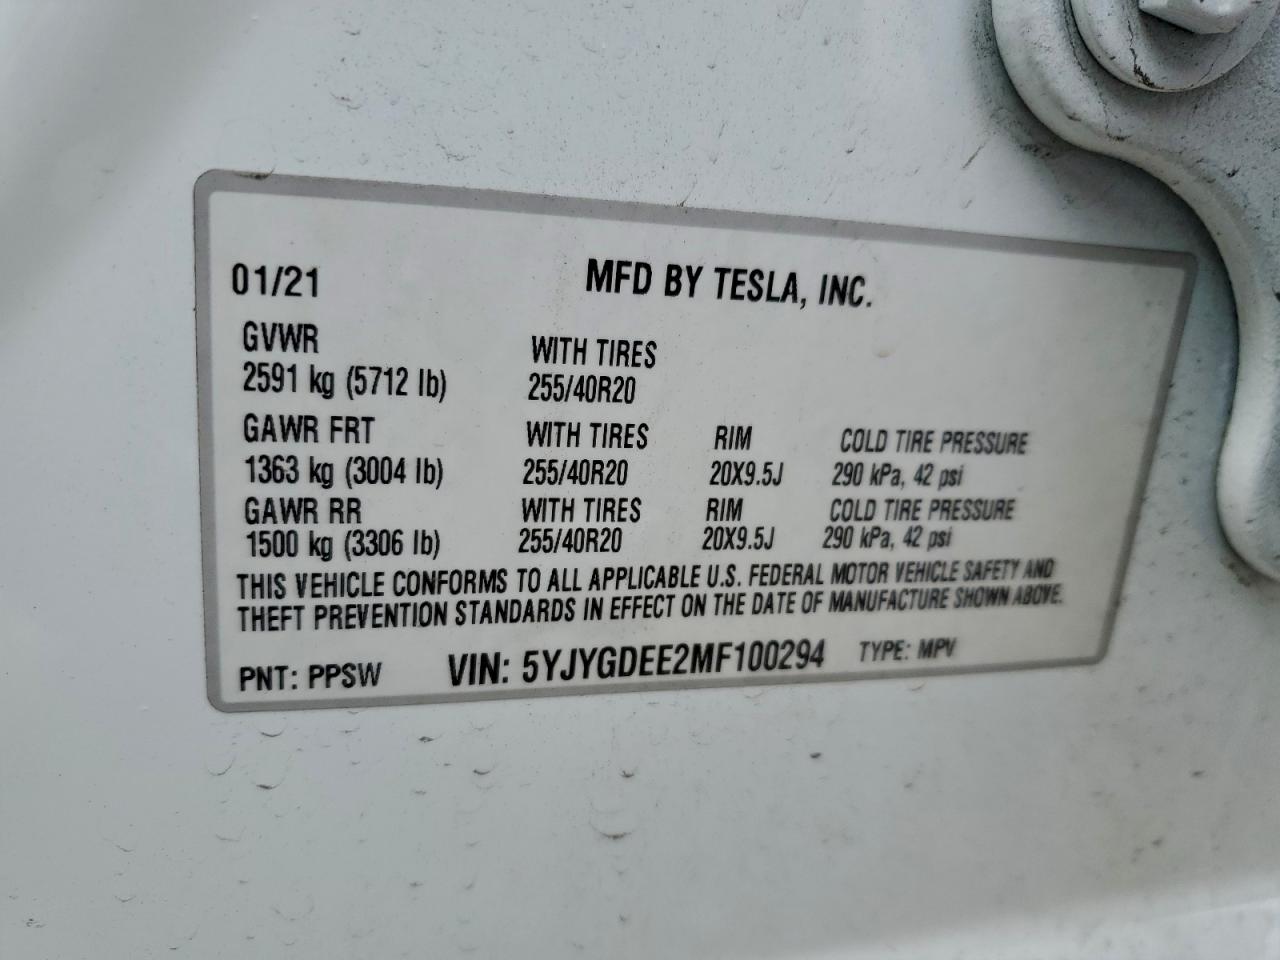 01/21 MFD BY TESLA, INC.
GVWR WITH TIRES
2591 kg (5712 lb) 255/40R20
GAWR FRT WITH TIRES RIM COLD TIRE PRESSURE
1363 kg (3004 lb) 255/40R20 20X9.5J 290 kPa, 42 psi
GAWR RR WITH TIRES RIM COLD TIRE PRESSURE
1500 kg (3306 lb) 255/40R20 20X9.5J 290 kPa, 42 psi
THIS VEHICLE CONFORMS TO ALL APPLICABLE U.S. FEDERAL MOTOR VEHICLE SAFETY AND
THEFT PREVENTION STANDARDS IN EFFECT ON THE DATE OF MANUFACTURE SHOWN ABOVE.
PNT: PPSW VIN: 5YJYGDEE2MF100294 TYPE: MPV